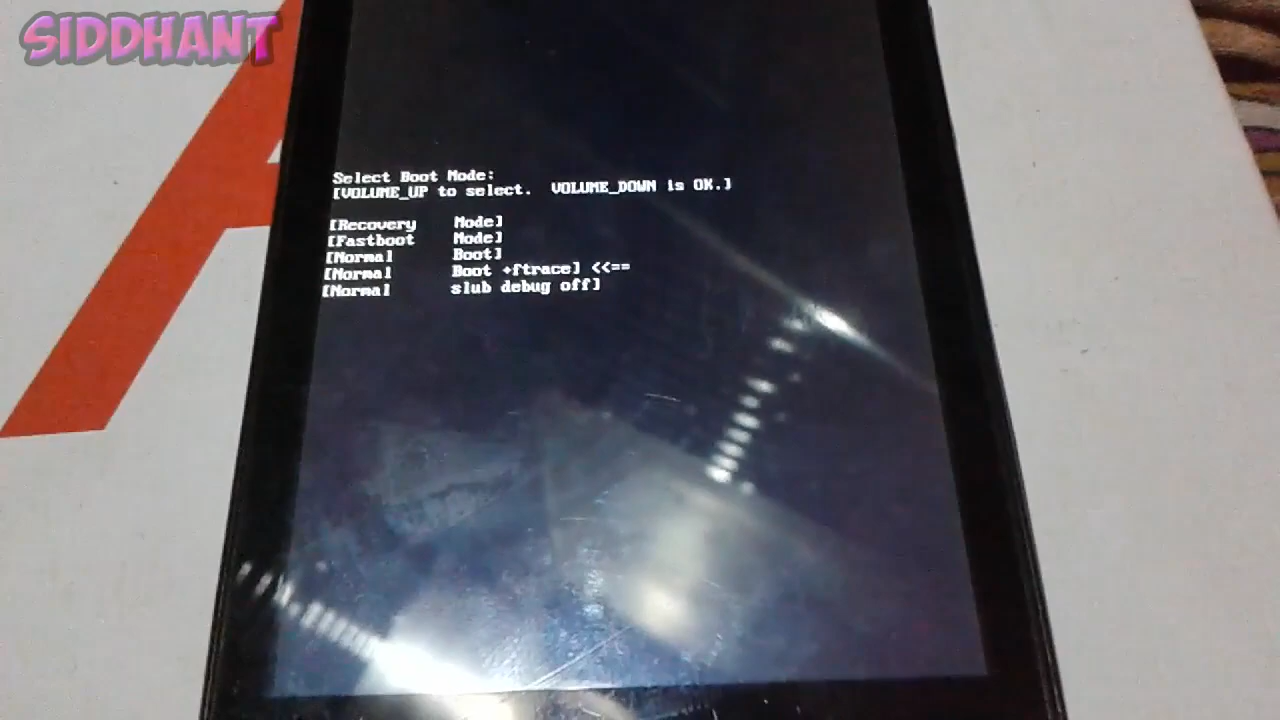 SIDDHANT
Select Boot Mode:
[VOLUME_UP to select.  VOLUME_DOWN is OK.]
[Recovery    Mode]
[Fastboot    Mode]
[Normal      Boot]
[Normal      Boot +ftrace] <<==
[Normal      slub debug off]